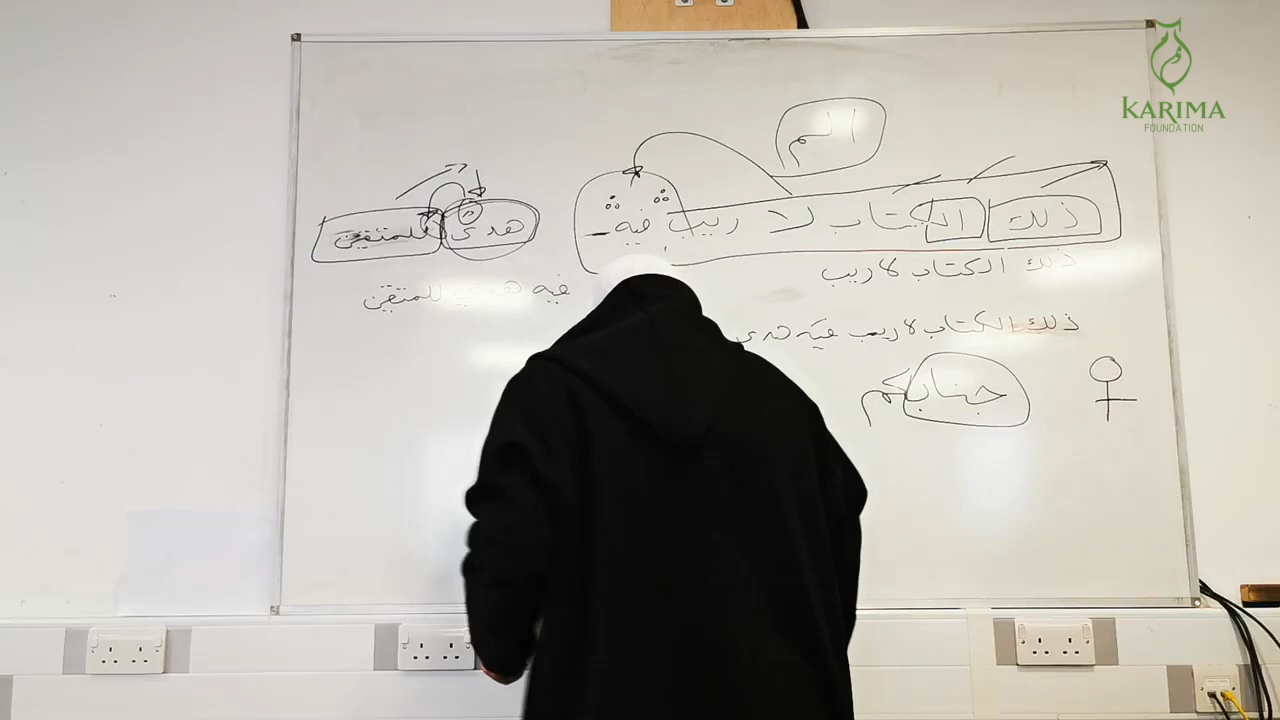 KARIMA
FOUNDATION
الم
ذلك الكتاب لا ريب فيه هدى للمتقين
ذلك الكتاب لا ريب
فيه هدى للمتقين
ذلك الكتاب لا ريب فيه هدى
جنابكم